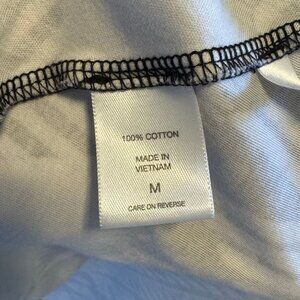 100% COTTON
MADE IN
VIETNAM
M
CARE ON REVERSE